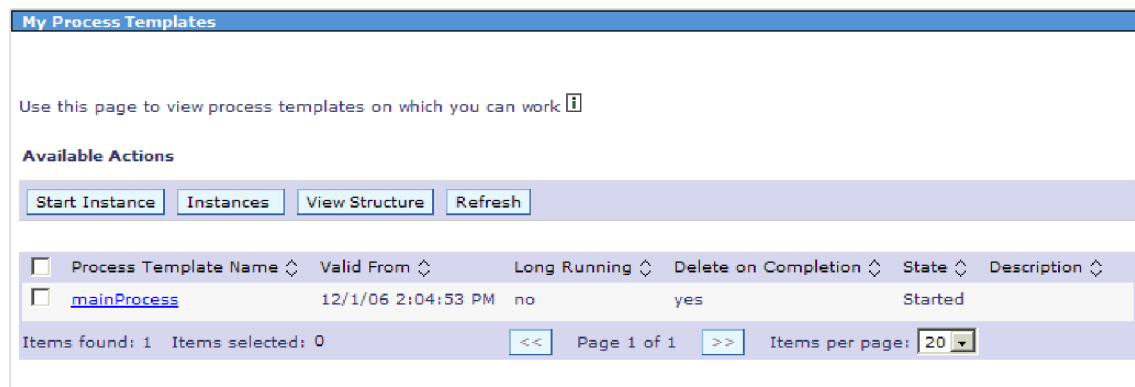 My Process Templates
Use this page to view process templates on which you can work i
Available Actions
Start Instance Instances View Structure Refresh
Process Template Name Valid From Long Running Delete on Completion State Description
mainProcess 12/1/06 2:04:53 PM no yes Started
Items found: 1 Items selected: 0 << Page 1 of 1 >> Items per page: 20